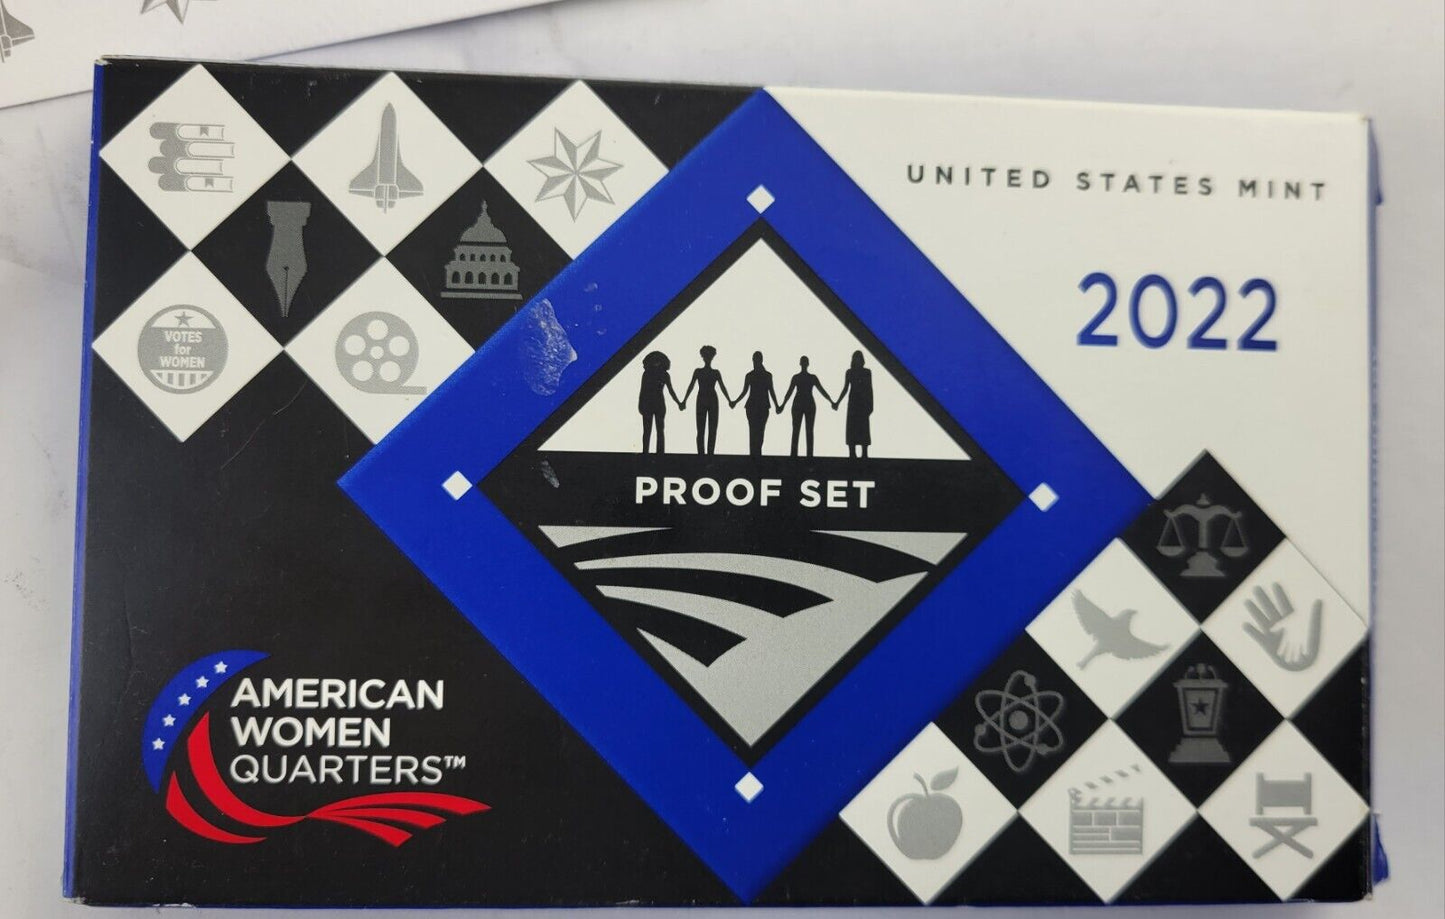 UNITED STATES MINT
2022
VOTES
for
WOMEN
PROOF SET
AMERICAN
WOMEN
QUARTERS™